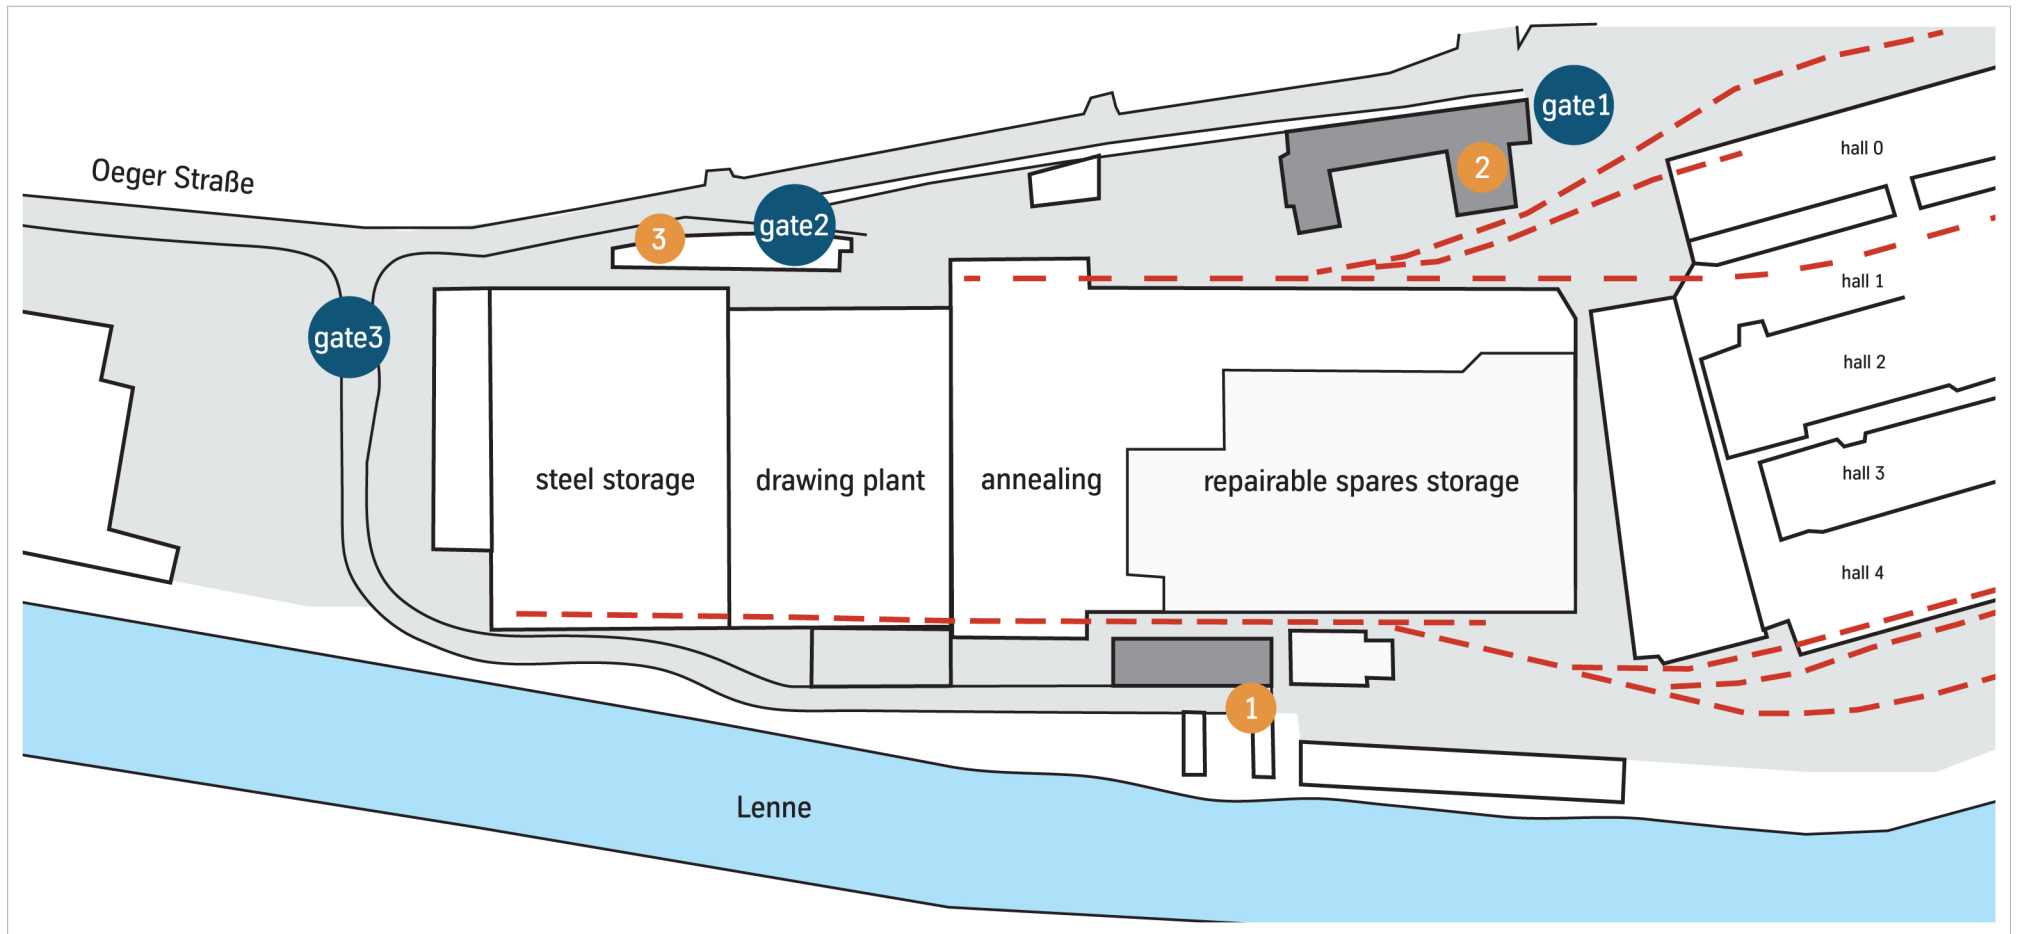 gate1
hall 0
2
Oeger Straße
gate2
3
hall 1
gate3
hall 2
hall 3
steel storage
drawing plant
annealing
repairable spares storage
hall 4
1
Lenne